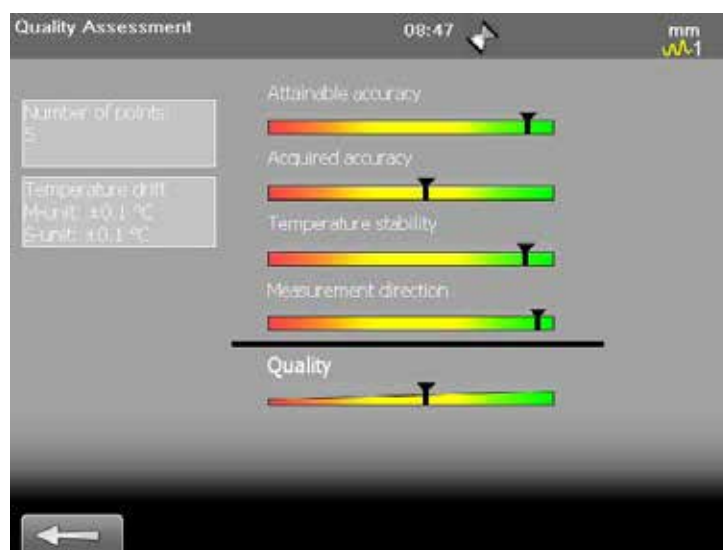 Quality Assessment
08:47
mm
1
Number of points:
5
Temperature drift
M-unit: ±0.1 °C
S-unit: ±0.1 °C
Attainable accuracy
Acquired accuracy
Temperature stability
Measurement direction
Quality